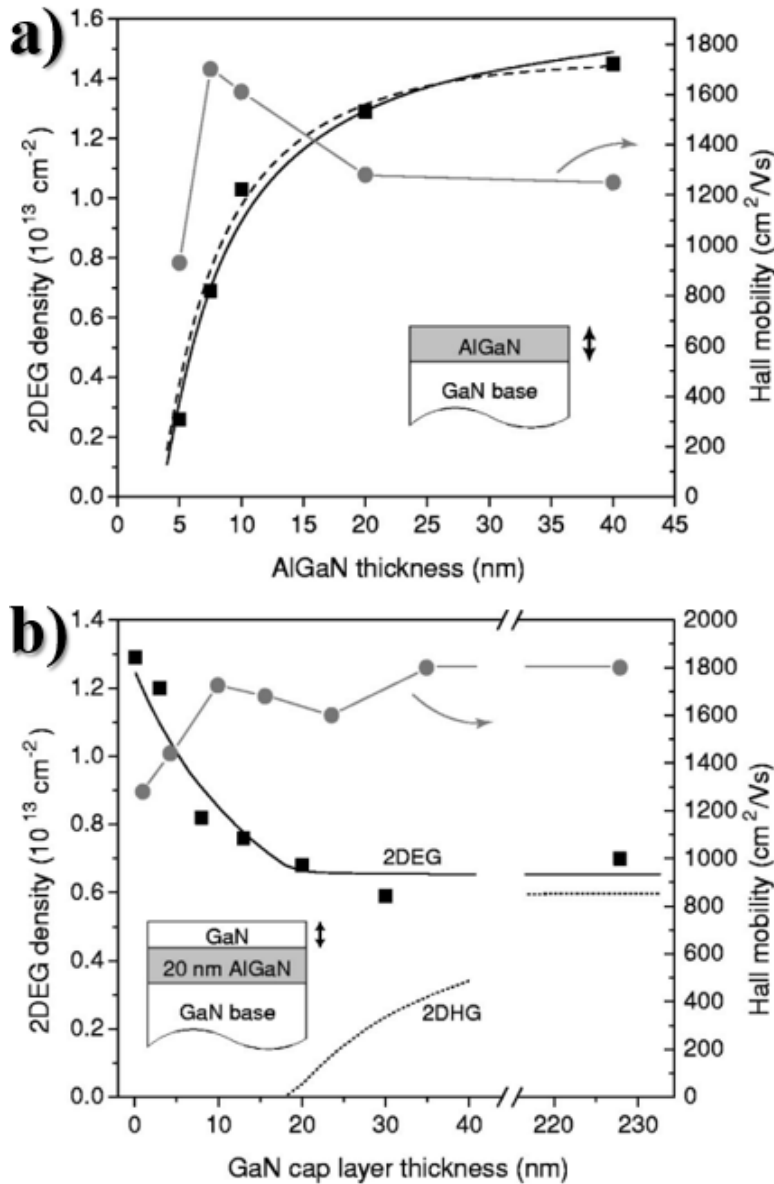 a)
2DEG density (10^13 cm^-2)
1.6
1.4
1.2
1.0
0.8
0.6
0.4
0.2
0.0
1800
1600
1400
1200
1000
800
600
400
200
0
Hall mobility (cm^2/Vs)
AlGaN
GaN base
0 5 10 15 20 25 30 35 40 45
AlGaN thickness (nm)
b)
2DEG density (10^13 cm^-2)
1.4
1.2
1.0
0.8
0.6
0.4
0.2
0.0
2000
1800
1600
1400
1200
1000
800
600
400
200
0
Hall mobility (cm^2/Vs)
2DEG
2DHG
GaN
20 nm AlGaN
GaN base
0 10 20 30 40 220 230
GaN cap layer thickness (nm)